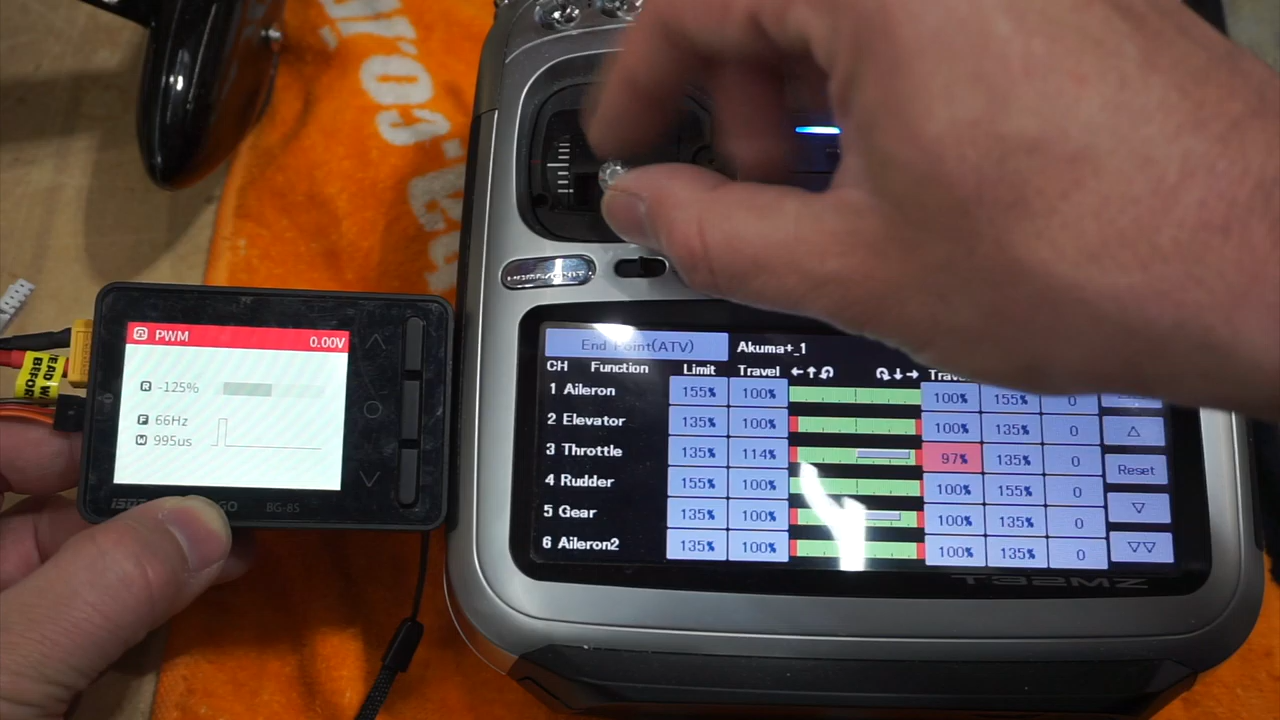 .com
HOME/EXIT
PWM
0.00V
R -125%
F 66Hz
W 995us
BG-8S
End Point(ATV) Akuma+_1
CH Function Limit Travel
1 Aileron 155% 100% 100% 155% 0
2 Elevator 135% 100% 100% 135% 0
3 Throttle 135% 114% 97% 135% 0
4 Rudder 155% 100% 100% 155% 0
5 Gear 135% 100% 100% 135% 0
6 Aileron2 135% 100% 100% 135% 0
Reset
T32MZ